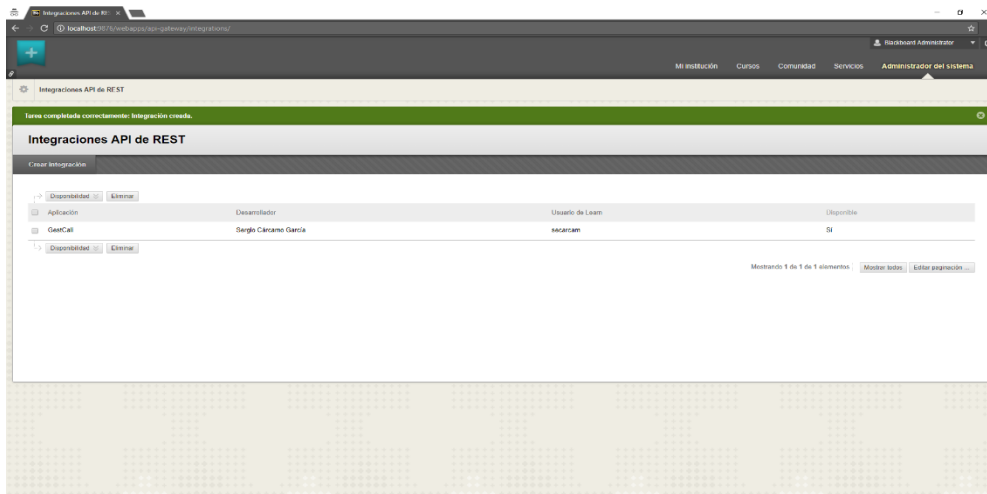 Integraciones API de RES
localhost:9876/webapps/api-gateway/integrations/
Blackboard Administrator
Mi institución Cursos Comunidad Servicios Administrador del sistema
Integraciones API de REST
Tarea completada correctamente: Integración creada.
Integraciones API de REST
Crear integración
Disponibilidad Eliminar
Aplicación Desarrollador Usuario de Learn Disponible
GestCall Sergio Cárcamo García secarcam Sí
Disponibilidad Eliminar
Mostrando 1 de 1 de 1 elementos Mostrar todos Editar paginación ...